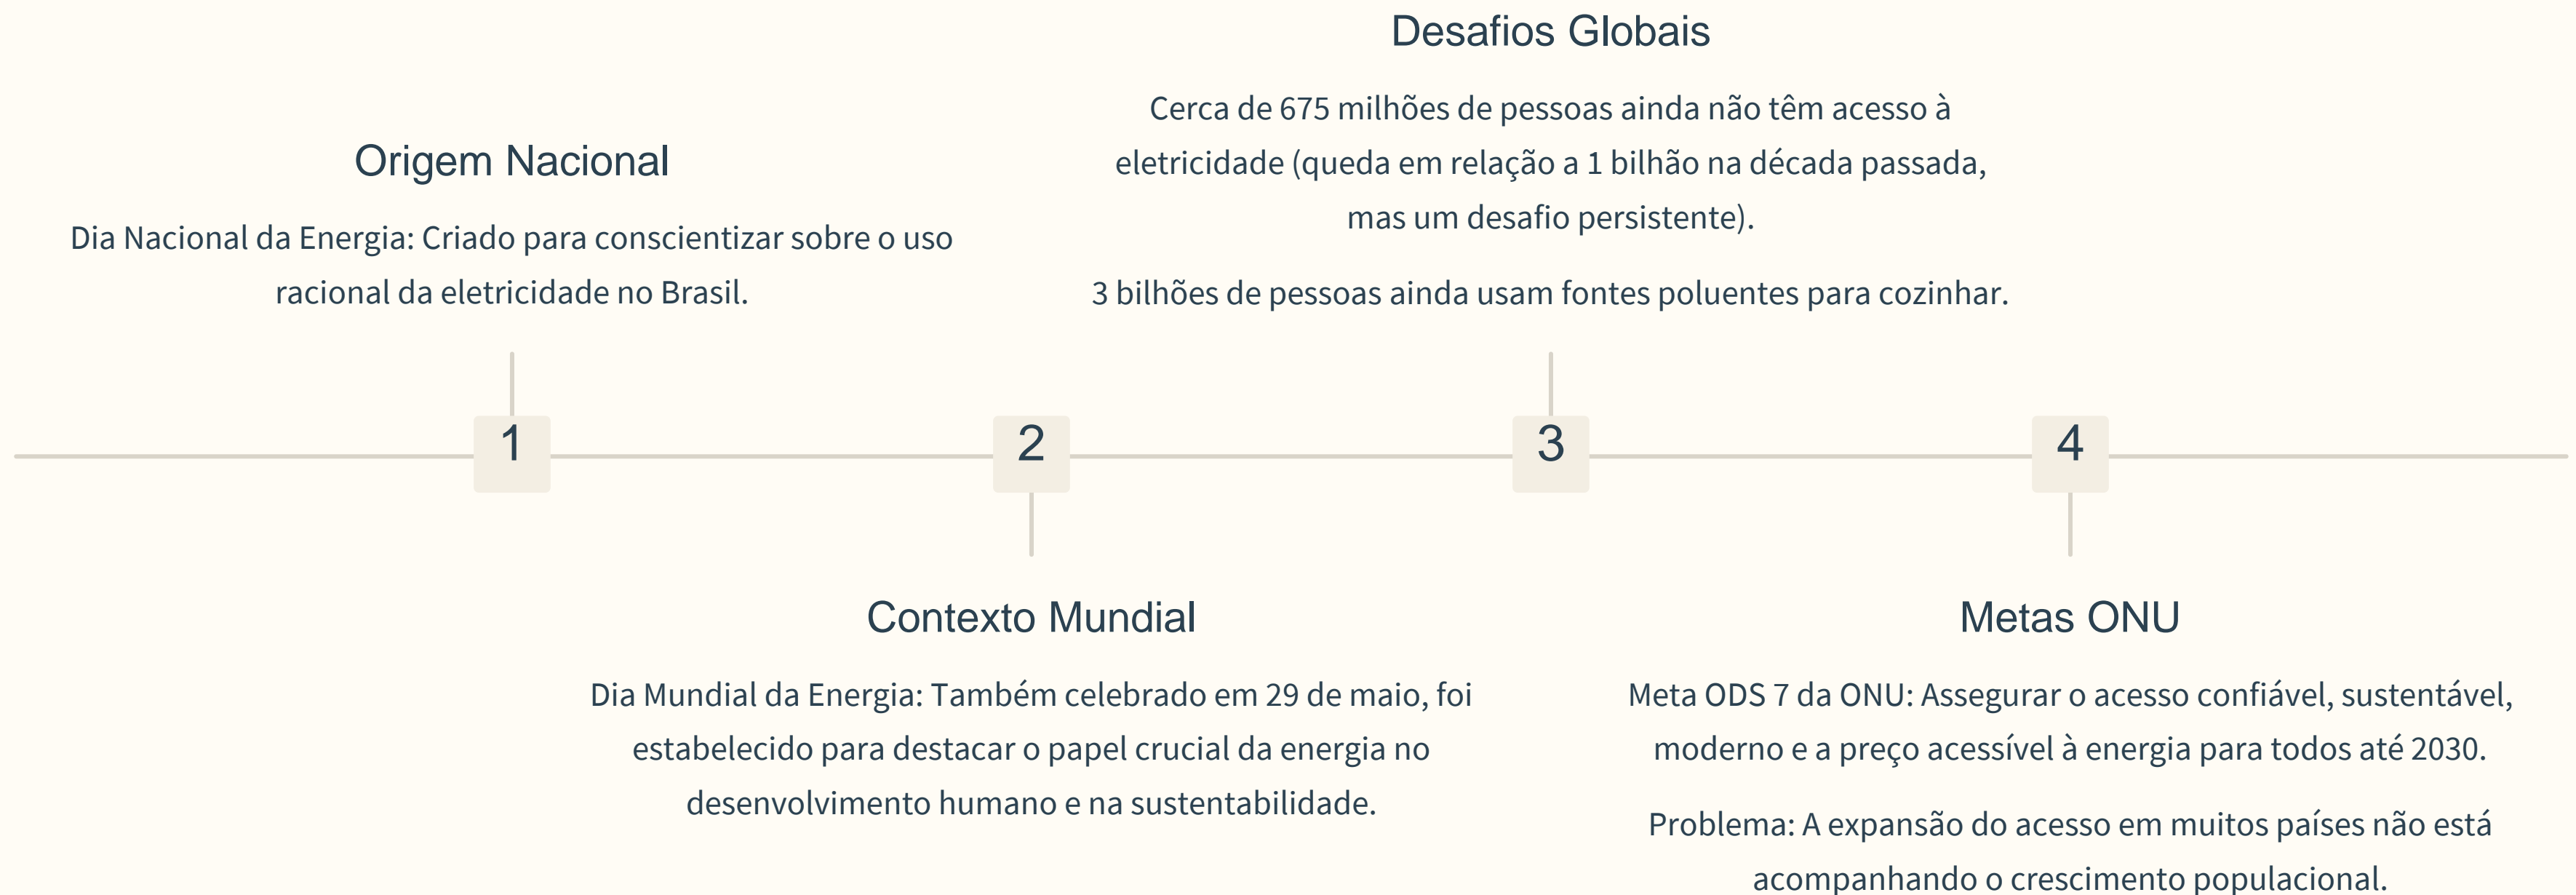 Origem Nacional
Dia Nacional da Energia: Criado para conscientizar sobre o uso
racional da eletricidade no Brasil.
1
2
Contexto Mundial
Dia Mundial da Energia: Também celebrado em 29 de maio, foi
estabelecido para destacar o papel crucial da energia no
desenvolvimento humano e na sustentabilidade.
Desafios Globais
Cerca de 675 milhões de pessoas ainda não têm acesso à
eletricidade (queda em relação a 1 bilhão na década passada,
mas um desafio persistente).
3 bilhões de pessoas ainda usam fontes poluentes para cozinhar.
3
4
Metas ONU
Meta ODS 7 da ONU: Assegurar o acesso confiável, sustentável,
moderno e a preço acessível à energia para todos até 2030.
Problema: A expansão do acesso em muitos países não está
acompanhando o crescimento populacional.